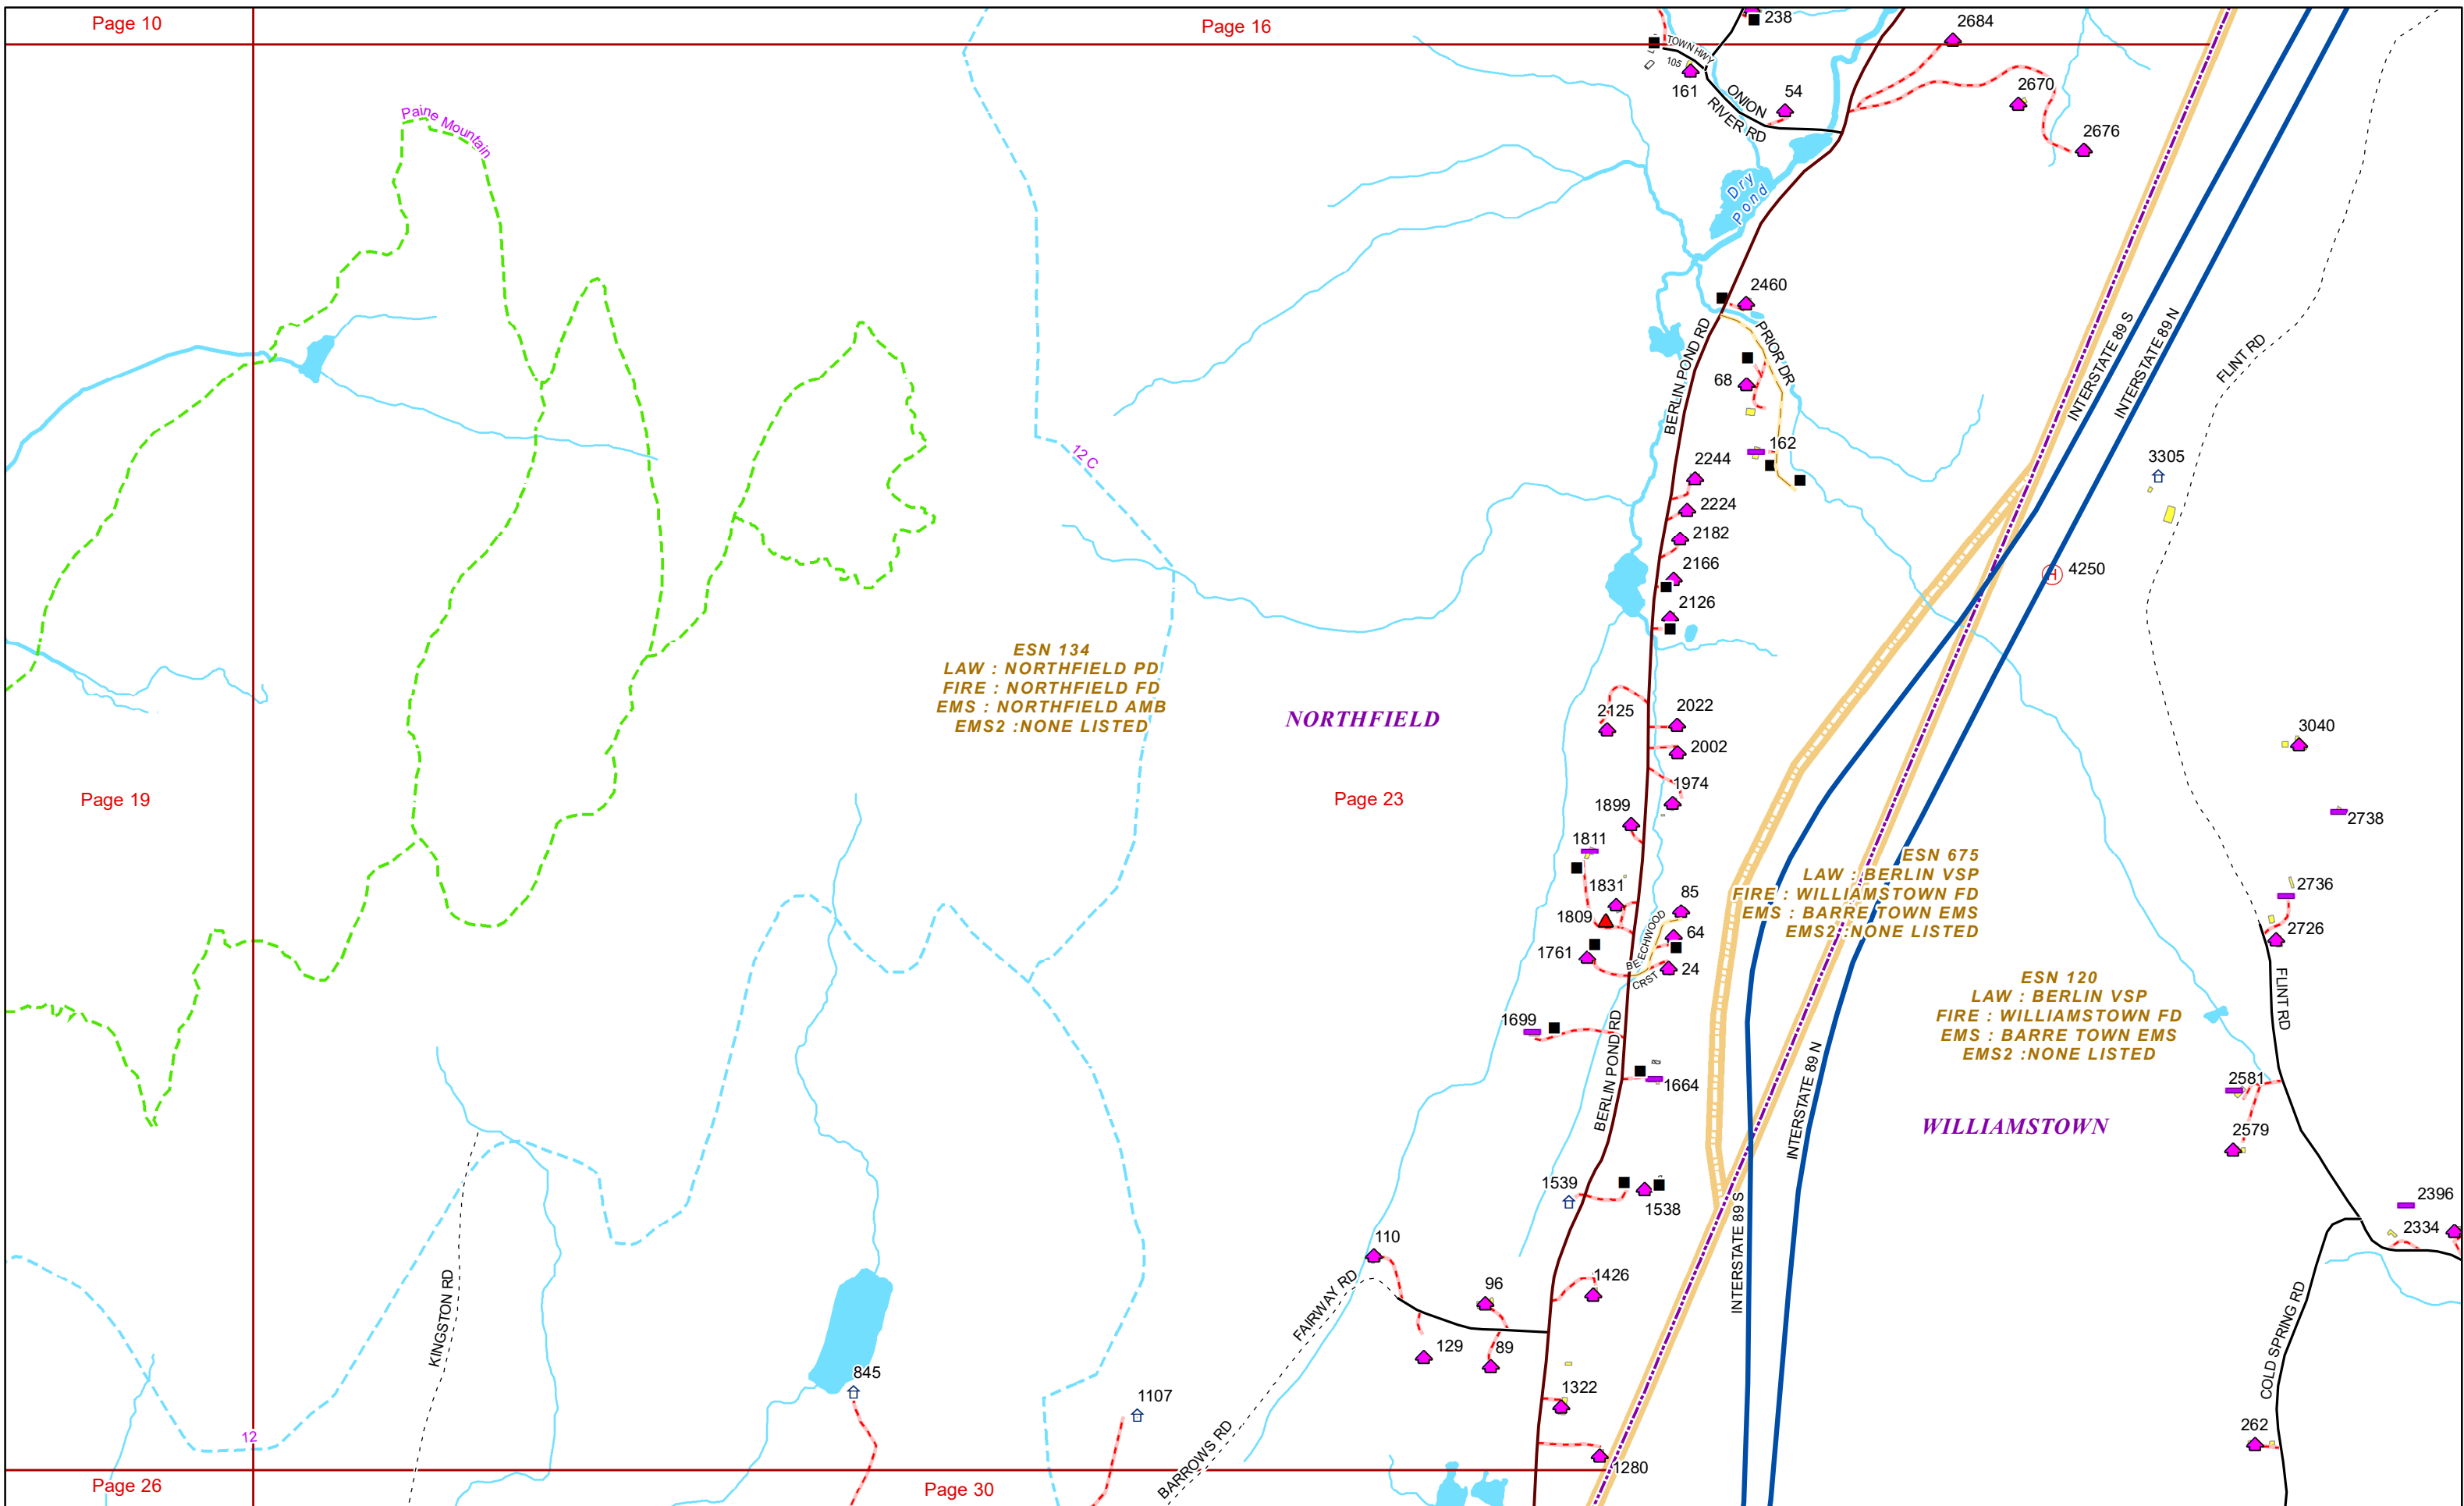 Page 10
Page 16
238
2684
TOWN HWY
105
161
ONION
RIVER RD
54
2670
2676
Paine Mountain
Dry
Pond
2460
PRIOR DR
BERLIN POND RD
68
INTERSTATE 89 S
INTERSTATE 89 N
FLINT RD
12 C
162
2244
3305
2224
2182
2166
4250
2126
ESN 134
LAW : NORTHFIELD PD
FIRE : NORTHFIELD FD
EMS : NORTHFIELD AMB
EMS2 :NONE LISTED
NORTHFIELD
2125
2022
2002
3040
Page 19
Page 23
1974
1899
2738
1811
ESN 675
LAW : BERLIN VSP
FIRE : WILLIAMSTOWN FD
EMS : BARRE TOWN EMS
EMS2 :NONE LISTED
1831
85
2736
1809
BEECHWOOD
CRST
64
2726
1761
24
FLINT RD
ESN 120
LAW : BERLIN VSP
FIRE : WILLIAMSTOWN FD
EMS : BARRE TOWN EMS
EMS2 :NONE LISTED
1699
BERLIN POND RD
INTERSTATE 89 N
1664
2581
WILLIAMSTOWN
2579
1539
1538
INTERSTATE 89 S
2396
2334
110
FAIRWAY RD
96
1426
KINGSTON RD
COLD SPRING RD
129
89
845
1107
1322
BARROWS RD
262
12
1280
Page 26
Page 30